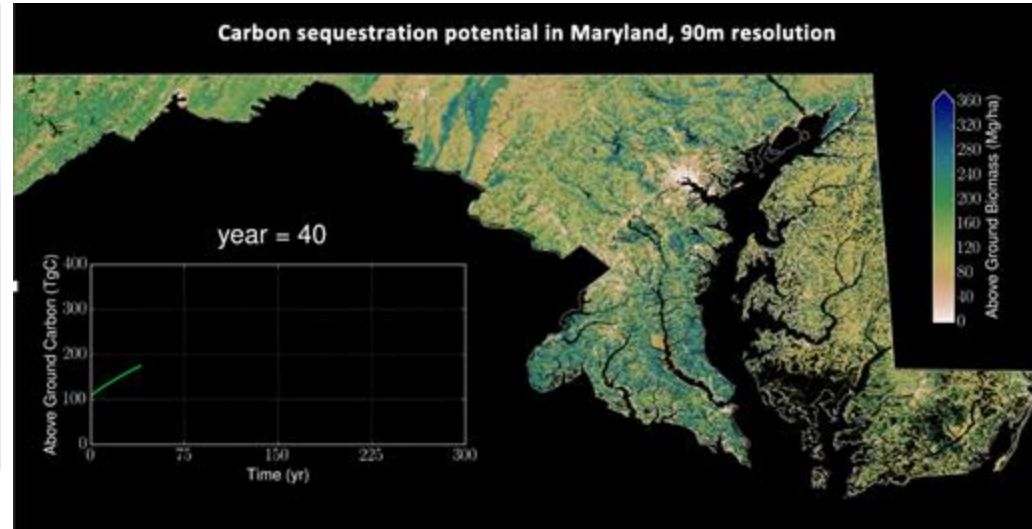 Carbon sequestration potential in Maryland, 90m resolution
year = 40
Above Ground Carbon (TgC)
400
300
200
100
0
0 75 150 225 300
Time (yr)
360
320
280
240
200
160
120
80
40
0
Above Ground Biomass (Mg/ha)